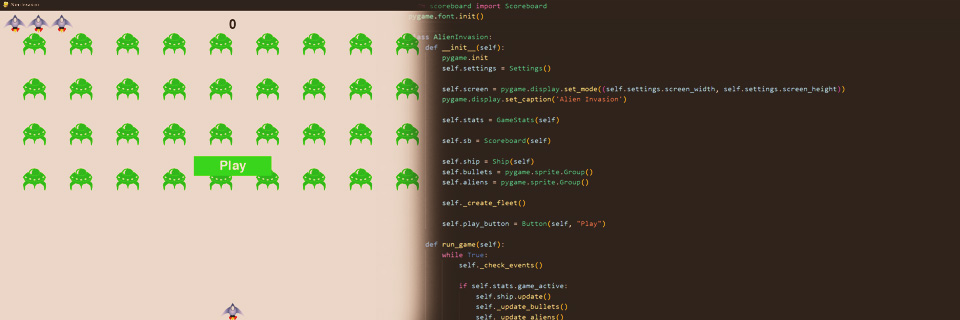 Alien Invasion
0
Play
scoreboard import Scoreboard
pygame.font.init()
class AlienInvasion:
def __init__(self):
pygame.init
self.settings = Settings()
self.screen = pygame.display.set_mode((self.settings.screen_width, self.settings.screen_height))
pygame.display.set_caption('Alien Invasion')
self.stats = GameStats(self)
self.sb = Scoreboard(self)
self.ship = Ship(self)
self.bullets = pygame.sprite.Group()
self.aliens = pygame.sprite.Group()
self._create_fleet()
self.play_button = Button(self, "Play")
def run_game(self):
while True:
self._check_events()
if self.stats.game_active:
self.ship.update()
self._update_bullets()
self._update_aliens()